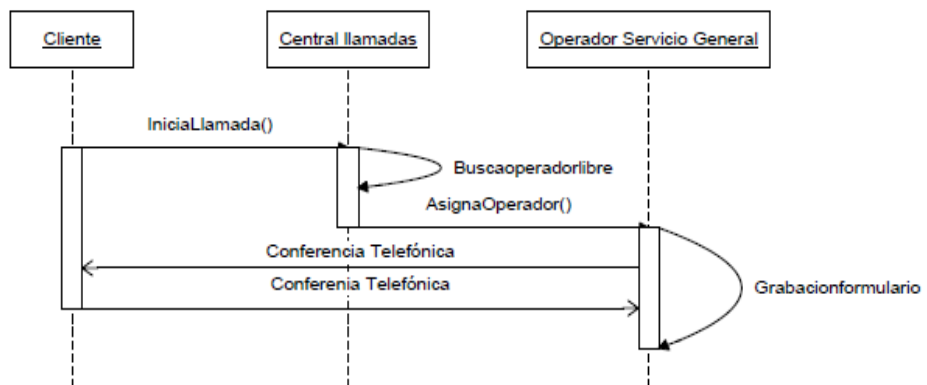 Cliente
Central llamadas
Operador Servicio General
IniciaLlamada()
Buscaoperadorlibre
AsignaOperador()
Conferencia Telefónica
Conferenia Telefónica
Grabacionformulario